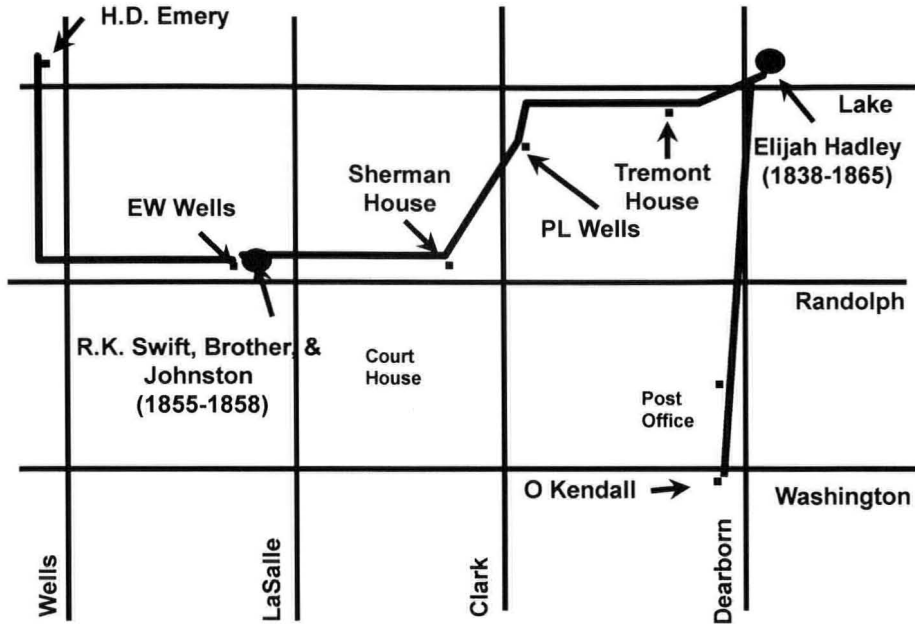 H.D. Emery
Lake
Elijah Hadley
(1838-1865)
Tremont
House
Sherman
House
PL Wells
EW Wells
Randolph
R.K. Swift, Brother, &
Johnston
(1855-1858)
Court
House
Post
Office
O Kendall
Washington
Wells
LaSalle
Clark
Dearborn